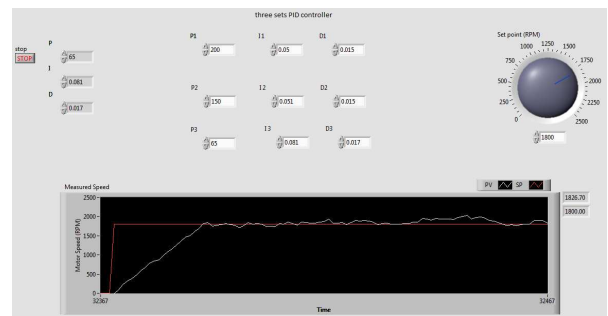 three sets PID controller
stop
STOP
P
65
I
0.081
D
0.017
P1
200
I1
0.05
D1
0.015
P2
150
I2
0.051
D2
0.015
P3
65
I3
0.081
D3
0.017
Set point (RPM)
0
250
500
750
1000
1250
1500
1750
2000
2250
2500
1800
Measured Speed
PV
SP
1826.70
1800.00
Motor Speed (RPM)
2500
2000
1500
1000
500
0
32367
32467
Time